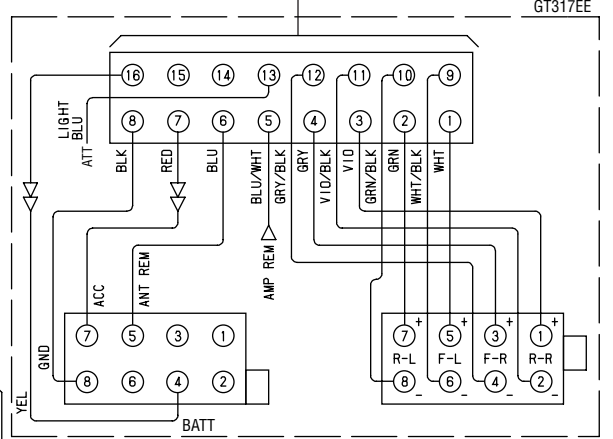 GT317EE
16 15 14 13 12 11 10 9
8 7 6 5 4 3 2 1
LIGHT BLU
ATT
BLK
RED
BLU
BLU/WHT
GRY/BLK
GRY
VIO/BLK
VIO
GRN/BLK
GRN
WHT/BLK
WHT
ACC
ANT REM
AMP REM
GND
YEL
7 5 3 1
8 6 4 2
BATT
7 + 5 + 3 + 1 +
R-L F-L F-R R-R
8 - 6 - 4 - 2 -